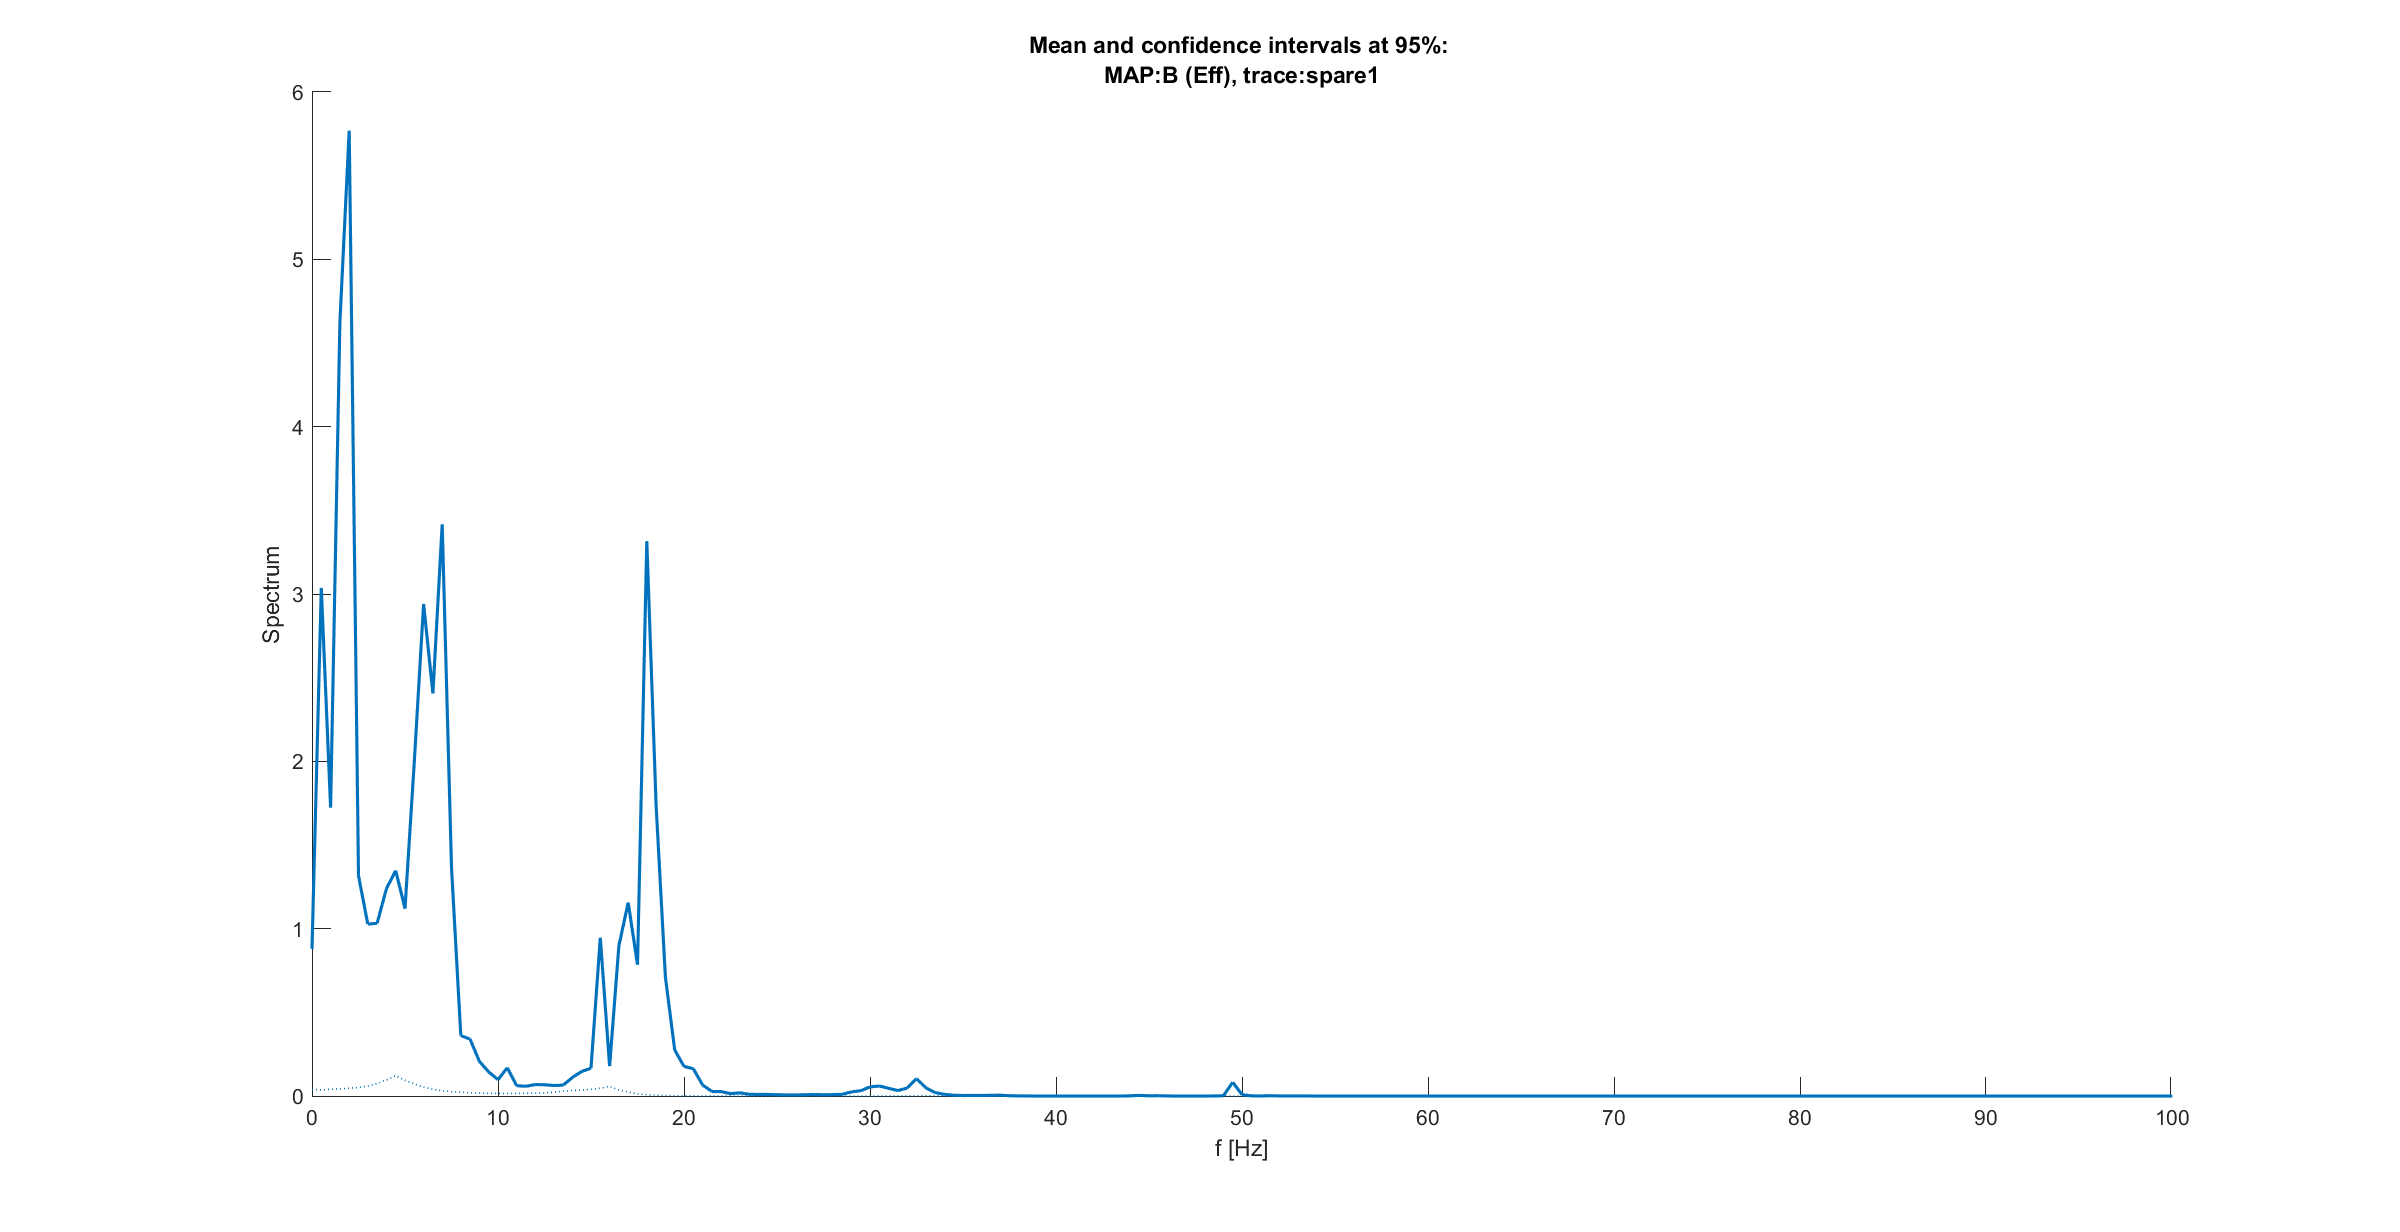 Mean and confidence intervals at 95%:
MAP:B (Eff), trace:spare1
6
5
4
3
2
1
0
Spectrum
0 10 20 30 40 50 60 70 80 90 100
f [Hz]